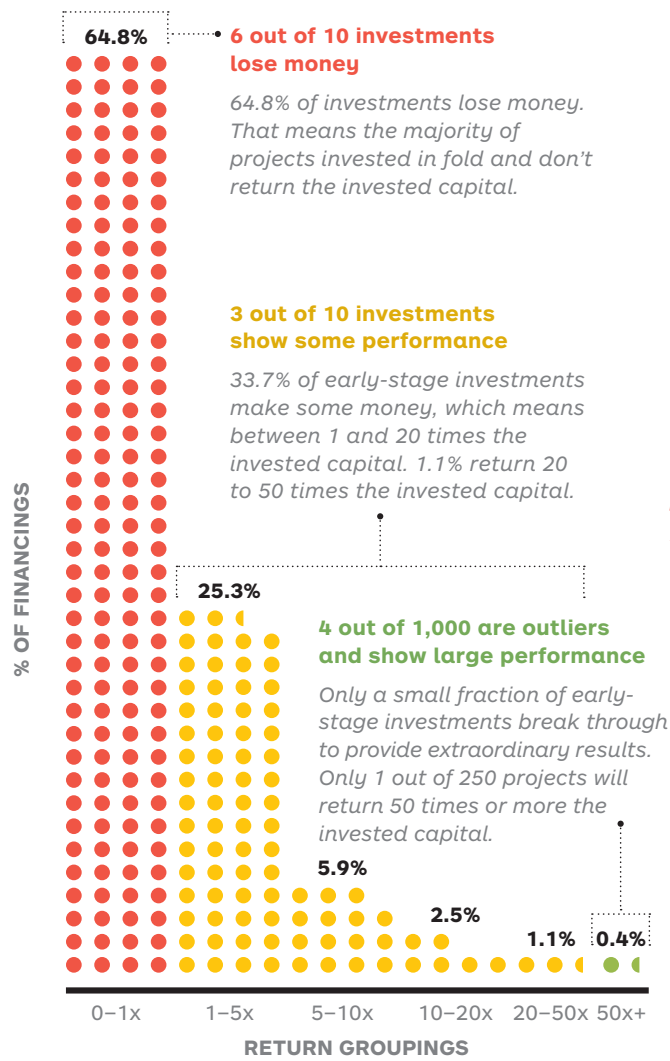 64.8%
6 out of 10 investments
lose money
64.8% of investments lose money.
That means the majority of
projects invested in fold and don’t
return the invested capital.
3 out of 10 investments
show some performance
33.7% of early-stage investments
make some money, which means
between 1 and 20 times the
invested capital. 1.1% return 20
to 50 times the invested capital.
% OF FINANCINGS
25.3%
4 out of 1,000 are outliers
and show large performance
Only a small fraction of early-
stage investments break through
to provide extraordinary results.
Only 1 out of 250 projects will
return 50 times or more the
invested capital.
5.9%
2.5%
1.1%
0.4%
0–1x
1–5x
5–10x
10–20x
20–50x
50x+
RETURN GROUPINGS